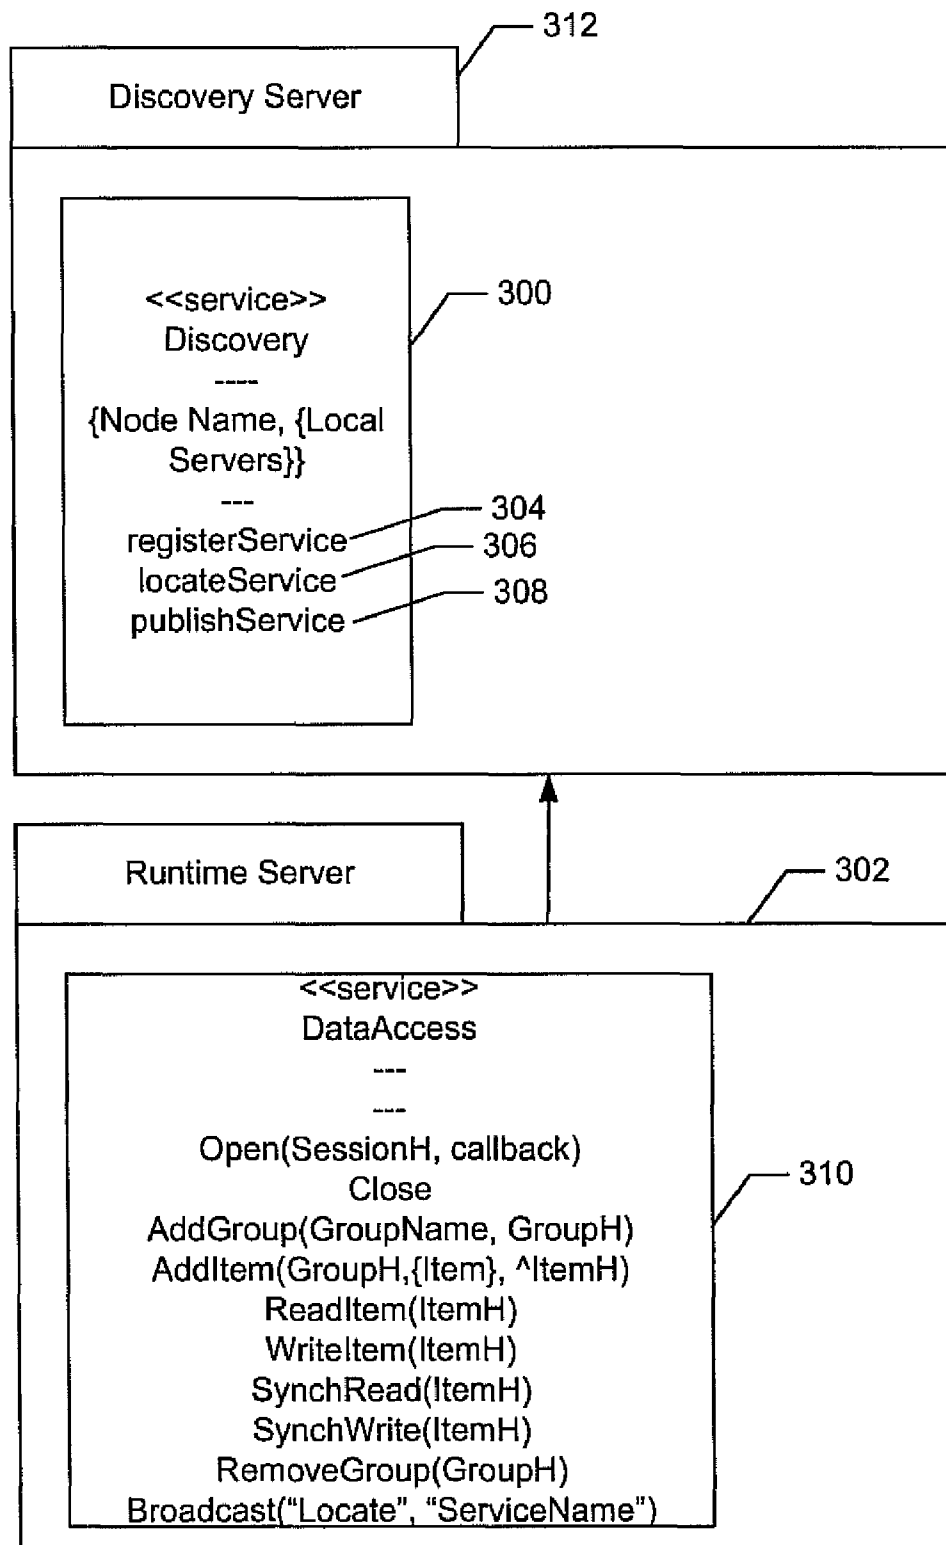 312
Discovery Server
<<service>>
300
Discovery
----
{Node Name, {Local
Servers}}
---
304
registerService
306
locateService
308
publishService
Runtime Server
302
<<service>>
DataAccess
---
---
Open(SessionH, callback)
310
Close
AddGroup(GroupName, GroupH)
AddItem(GroupH,{Item}, ^ItemH)
ReadItem(ItemH)
WriteItem(ItemH)
SynchRead(ItemH)
SynchWrite(ItemH)
RemoveGroup(GroupH)
Broadcast(“Locate”, “ServiceName”)